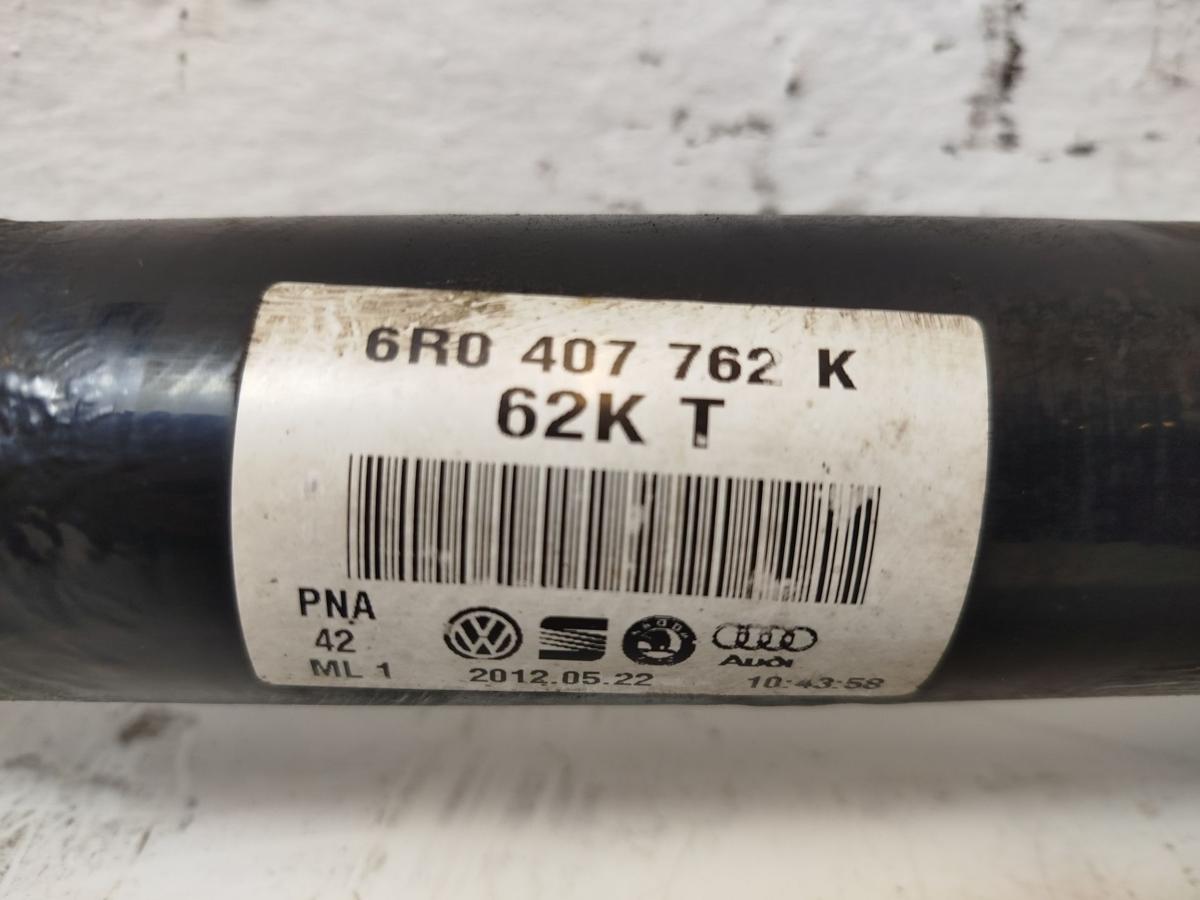 6R0 407 762 K
62K T
PNA
42
ML 1
Audi
2012.05.22
10:43:58